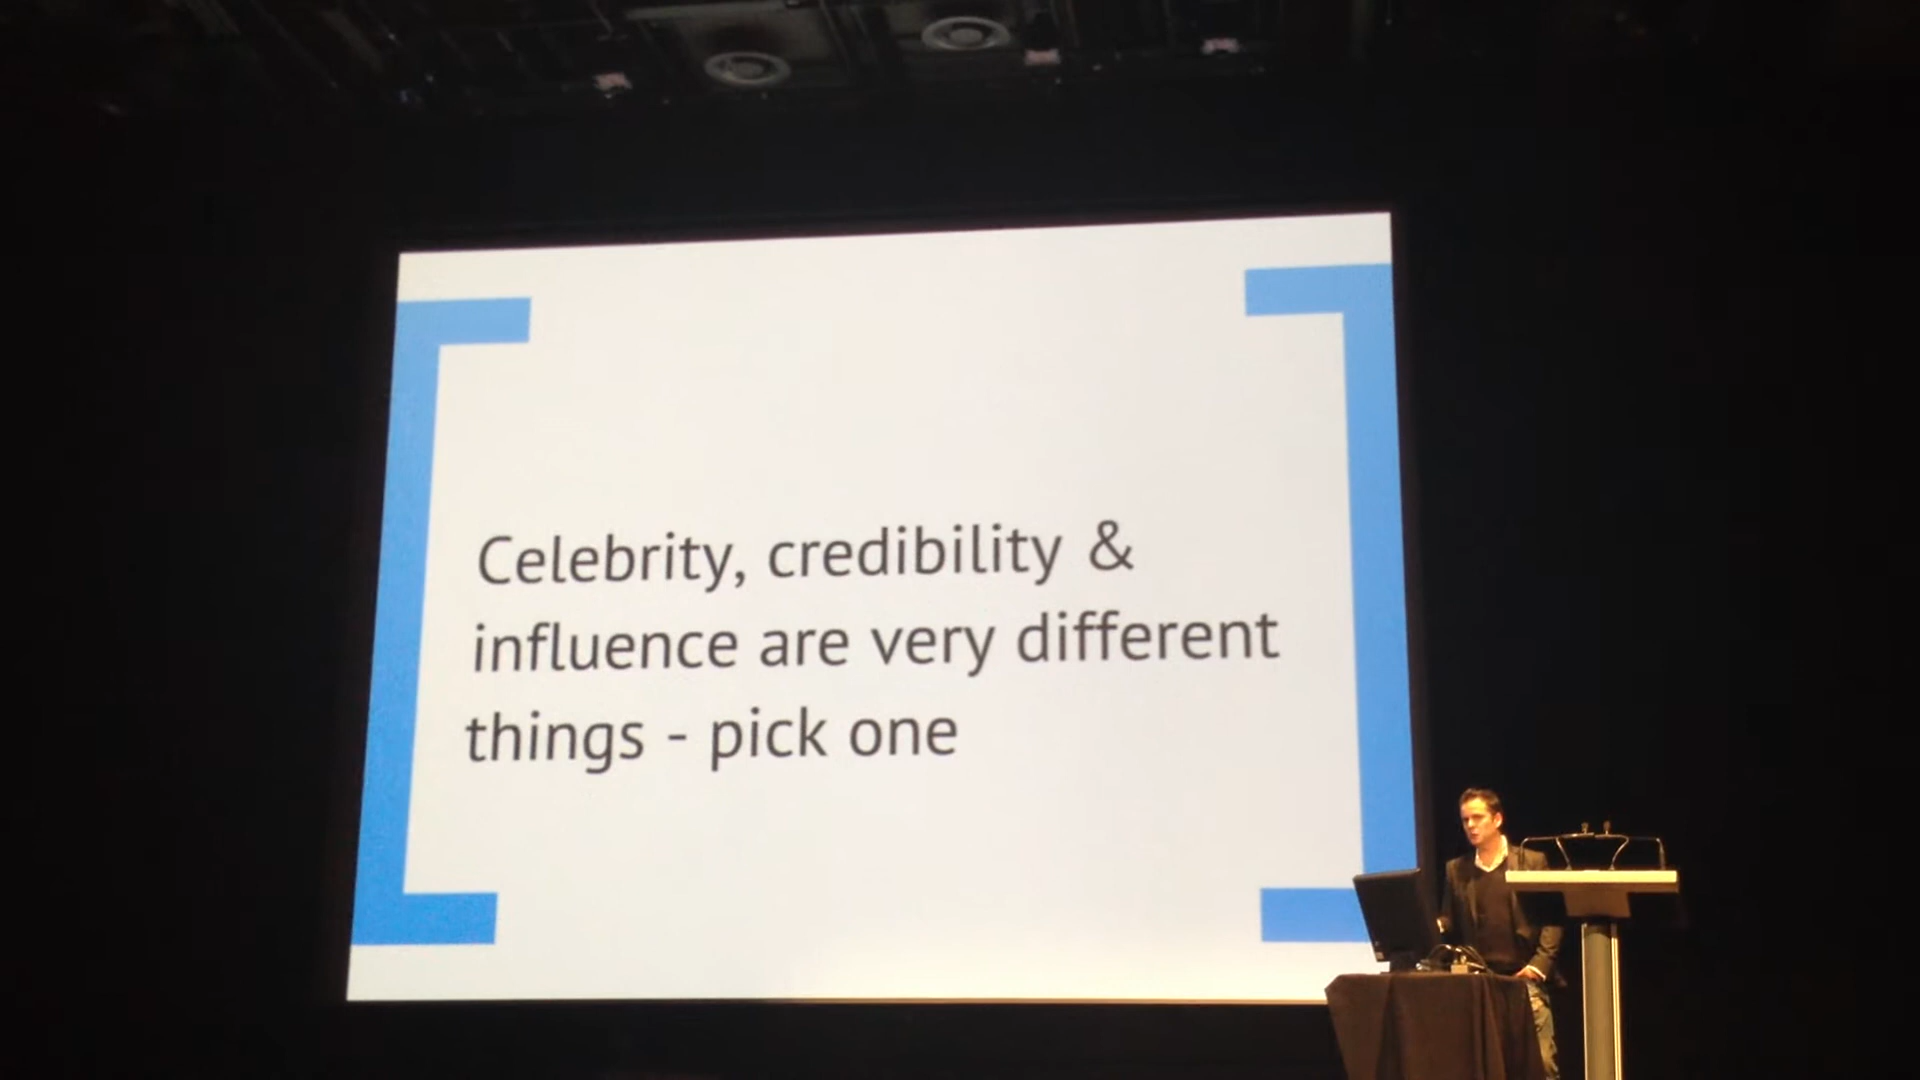 Celebrity, credibility &
influence are very different
things - pick one